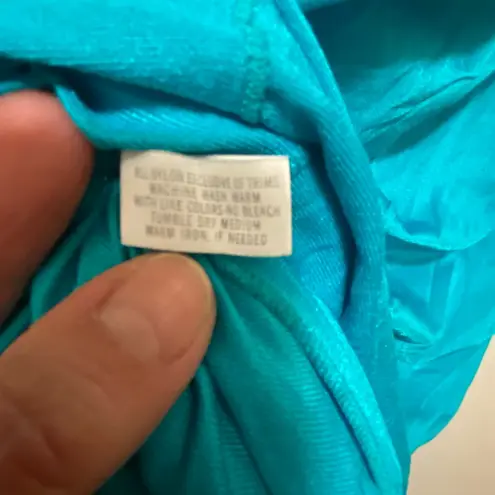 ALL NYLON EXCLUSIVE OF TRIMS
MACHINE WASH WARM
WITH LIKE COLORS-NO BLEACH
TUMBLE DRY MEDIUM
WARM IRON, IF NEEDED